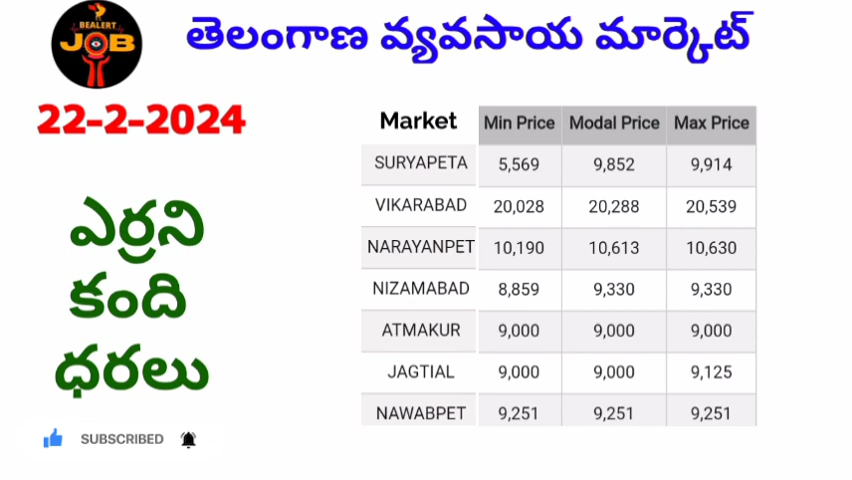 BEALERT
JOB
తెలంగాణ వ్యవసాయ మార్కెట్
22-2-2024
ఎర్రని
కంది
ధరలు
Market Min Price Modal Price Max Price
SURYAPETA 5,569 9,852 9,914
VIKARABAD 20,028 20,288 20,539
NARAYANPET 10,190 10,613 10,630
NIZAMABAD 8,859 9,330 9,330
ATMAKUR 9,000 9,000 9,000
JAGTIAL 9,000 9,000 9,125
NAWABPET 9,251 9,251 9,251
SUBSCRIBED